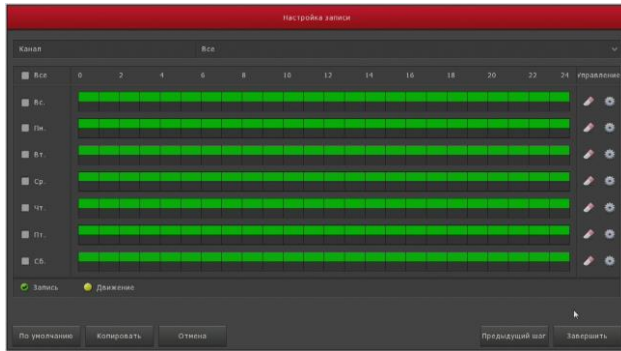 Настройка записи
Канал Все
Все 0 2 4 6 8 10 12 14 16 18 20 22 24 Управление
Вс.
Пн.
Вт.
Ср.
Чт.
Пт.
Сб.
Запись Движение
По умолчанию Копировать Отмена Предыдущий шаг Завершить